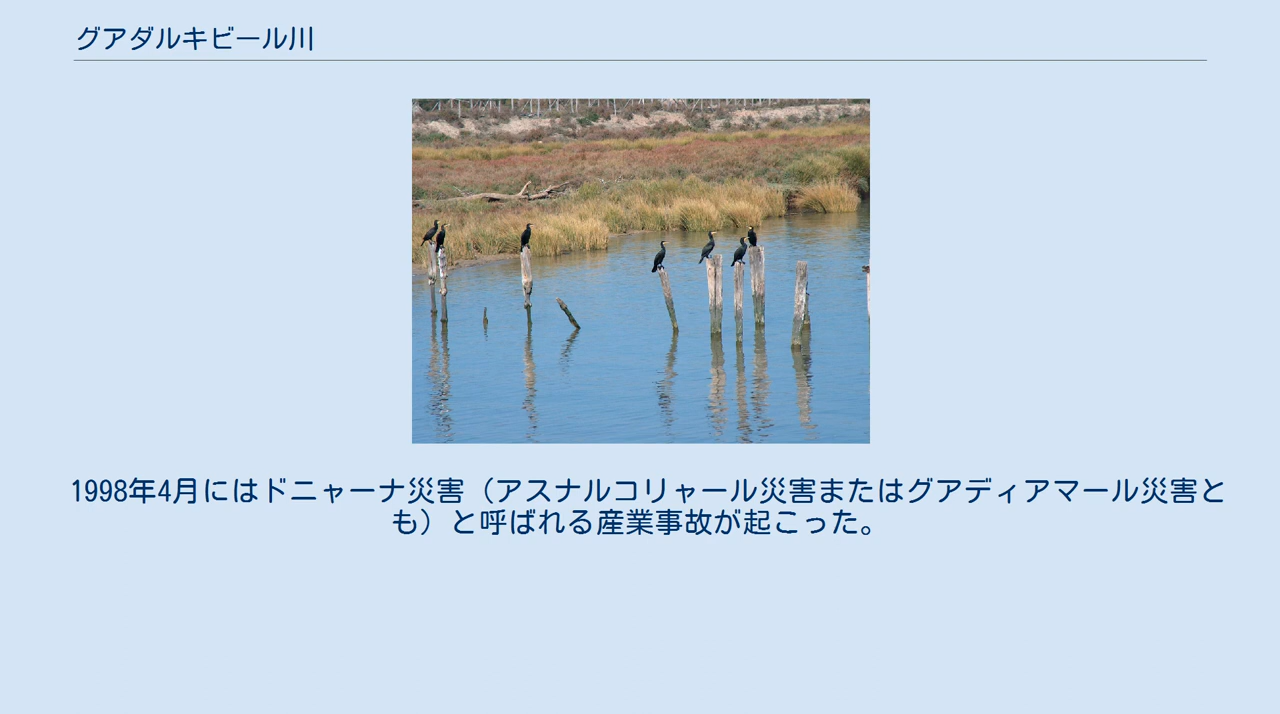 グアダルキビール川
1998年4月にはドニャーナ災害（アスナルコリャール災害またはグアディアマール災害と
も）と呼ばれる産業事故が起こった。